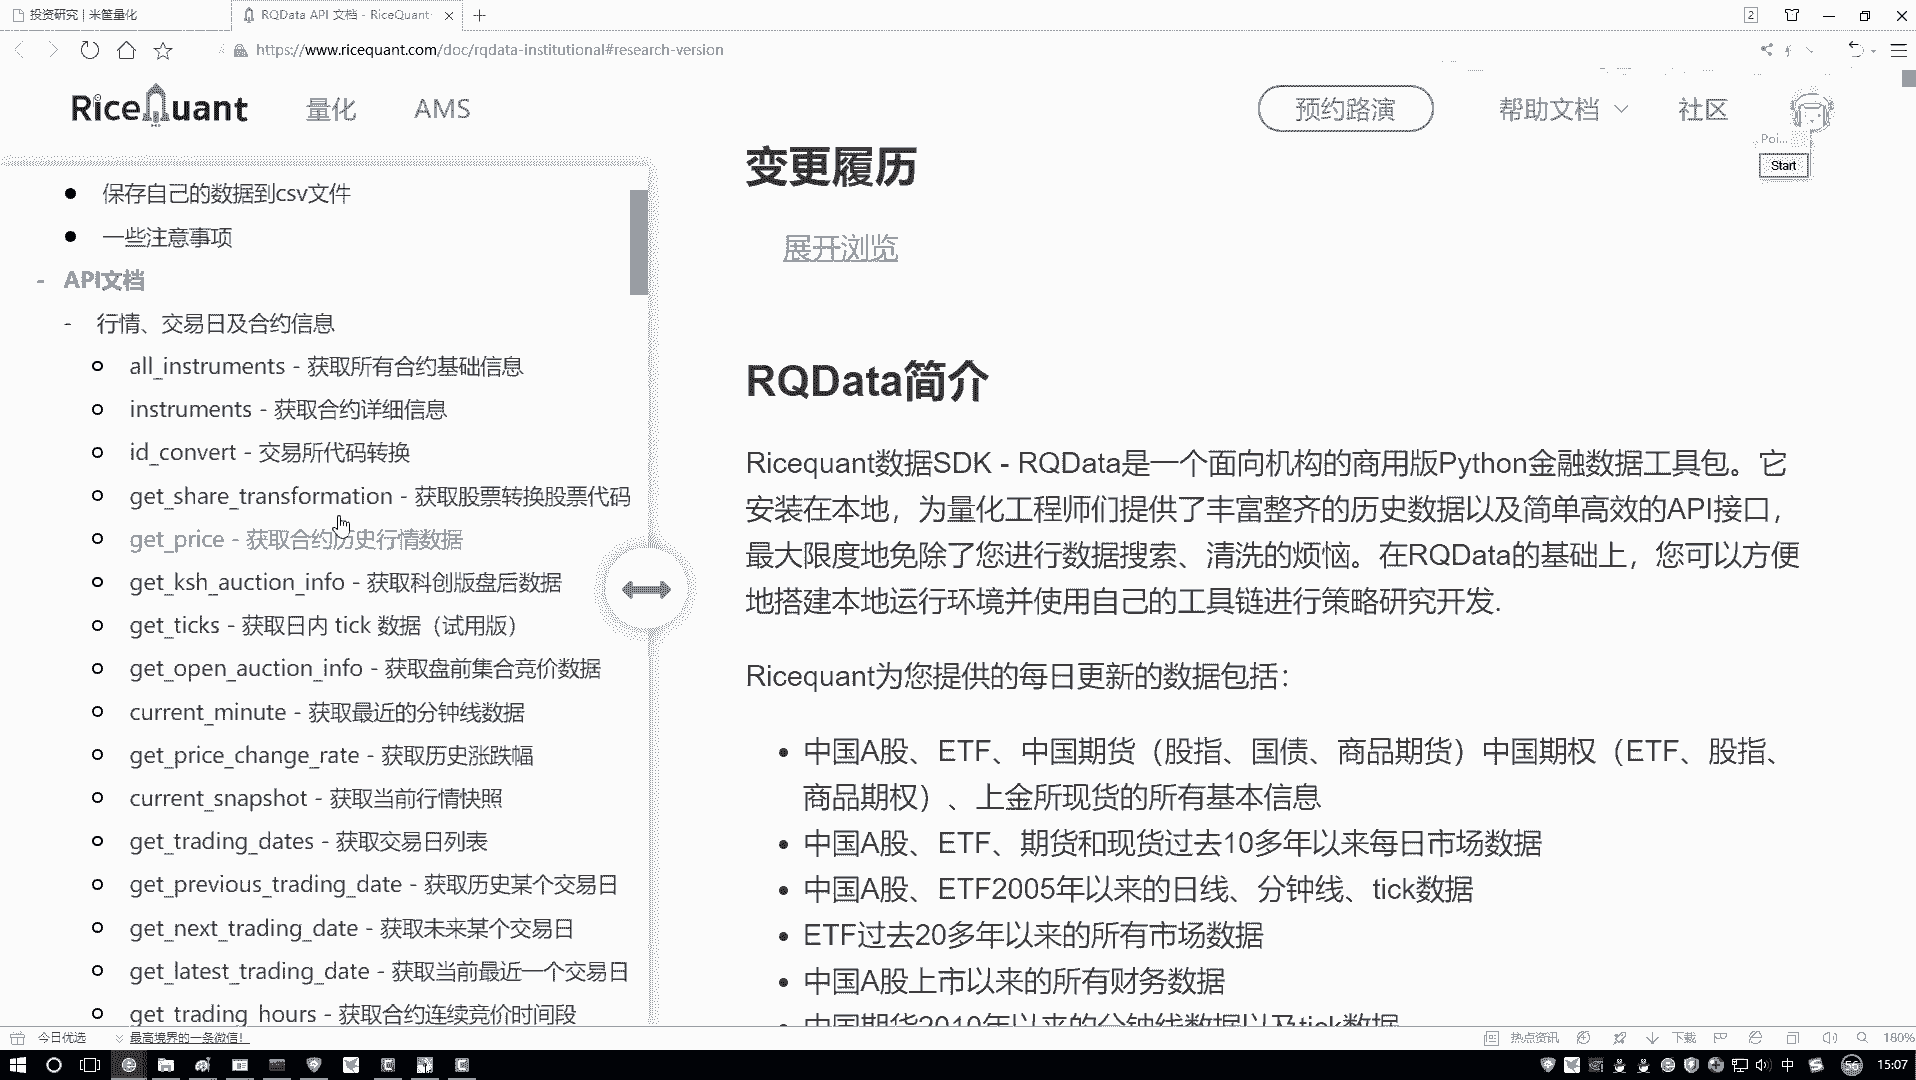 投资研究 | 米筐量化
RQData API 文档 - RiceQuant
2
https://www.ricequant.com/doc/rqdata-institutional#research-version
RiceQuant
量化
AMS
预约路演
帮助文档
社区
Poi...
Start
保存自己的数据到csv文件
一些注意事项
- API文档
- 行情、交易日及合约信息
all_instruments - 获取所有合约基础信息
instruments - 获取合约详细信息
id_convert - 交易所代码转换
get_share_transformation - 获取股票转换股票代码
get_price - 获取合约历史行情数据
get_ksh_auction_info - 获取科创版盘后数据
get_ticks - 获取日内 tick 数据（试用版）
get_open_auction_info - 获取盘前集合竞价数据
current_minute - 获取最近的分钟线数据
get_price_change_rate - 获取历史涨跌幅
current_snapshot - 获取当前行情快照
get_trading_dates - 获取交易日列表
get_previous_trading_date - 获取历史某个交易日
get_next_trading_date - 获取未来某个交易日
get_latest_trading_date - 获取当前最近一个交易日
get_trading_hours - 获取合约连续竞价时间段
变更履历
展开浏览
RQData简介
Ricequant数据SDK - RQData是一个面向机构的商用版Python金融数据工具包。它
安装在本地，为量化工程师们提供了丰富整齐的历史数据以及简单高效的API接口，
最大限度地免除了您进行数据搜索、清洗的烦恼。在RQData的基础上，您可以方便
地搭建本地运行环境并使用自己的工具链进行策略研究开发.
Ricequant为您提供的每日更新的数据包括：
中国A股、ETF、中国期货（股指、国债、商品期货）中国期权（ETF、股指、
商品期权）、上金所现货的所有基本信息
中国A股、ETF、期货和现货过去10多年以来每日市场数据
中国A股、ETF2005年以来的日线、分钟线、tick数据
ETF过去20多年以来的所有市场数据
中国A股上市以来的所有财务数据
中国期货2010年以来的分钟线数据以及tick数据
今日优选
最高境界的一条微信！
热点资讯
下载
180%
中
56
15:07